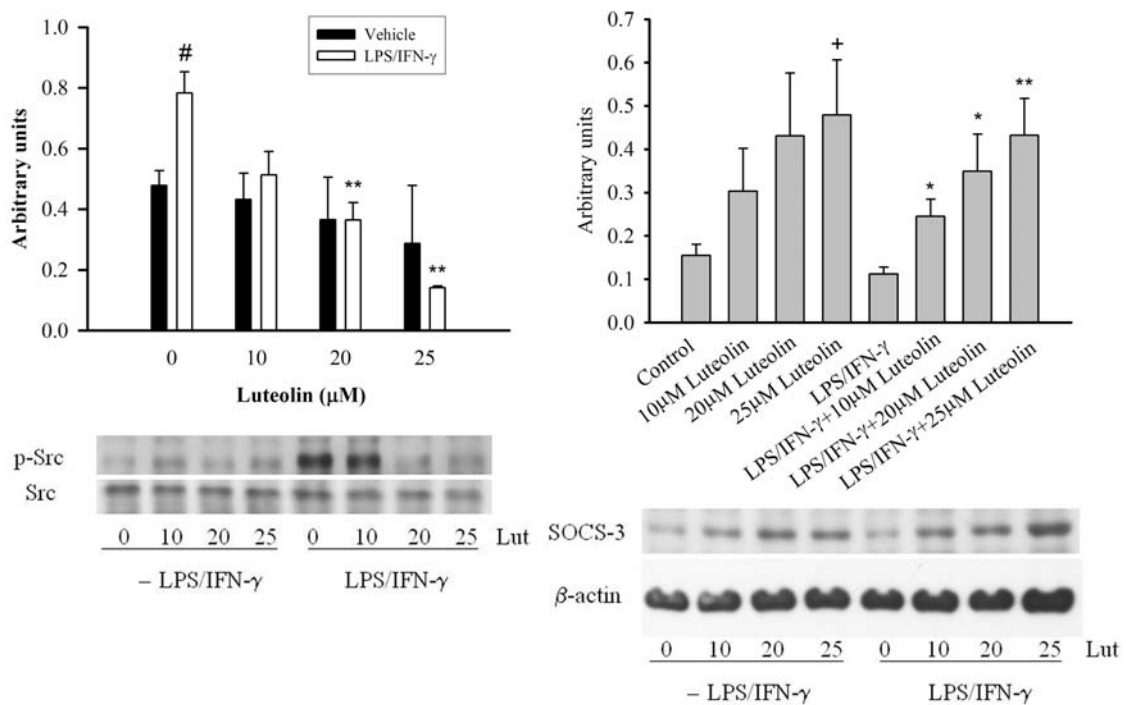 Vehicle
LPS/IFN-γ
1.0
0.8
0.6
0.4
0.2
0.0
Arbitrary units
#
**
**
0 10 20 25
Luteolin (μM)
p-Src
Src
0 10 20 25 0 10 20 25 Lut
– LPS/IFN-γ LPS/IFN-γ
0.7
0.6
0.5
0.4
0.3
0.2
0.1
0.0
Arbitrary units
+
*
*
**
Control
10μM Luteolin
20μM Luteolin
25μM Luteolin
LPS/IFN-γ
LPS/IFN-γ+10μM Luteolin
LPS/IFN-γ+20μM Luteolin
LPS/IFN-γ+25μM Luteolin
SOCS-3
β-actin
0 10 20 25 0 10 20 25 Lut
– LPS/IFN-γ LPS/IFN-γ